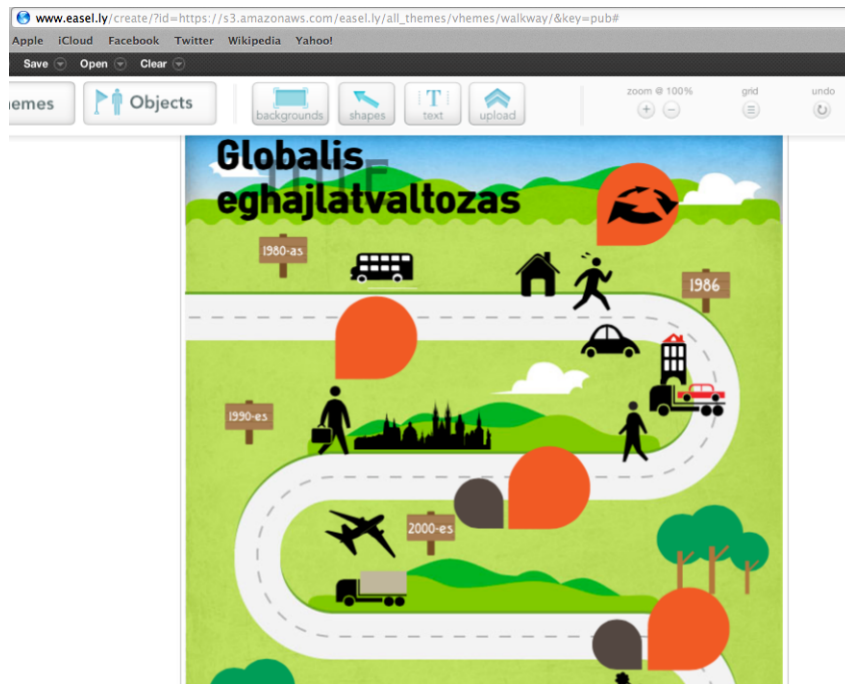 www.easel.ly/create/?id=https://s3.amazonaws.com/easel.ly/all_themes/vhemes/walkway/&key=pub#
Apple iCloud Facebook Twitter Wikipedia Yahoo!
Save Open Clear
emes Objects backgrounds shapes text upload
zoom @ 100% grid undo
TITLE
Globalis
eghajlatvaltozas
1980-as
1986
1990-es
2000-es